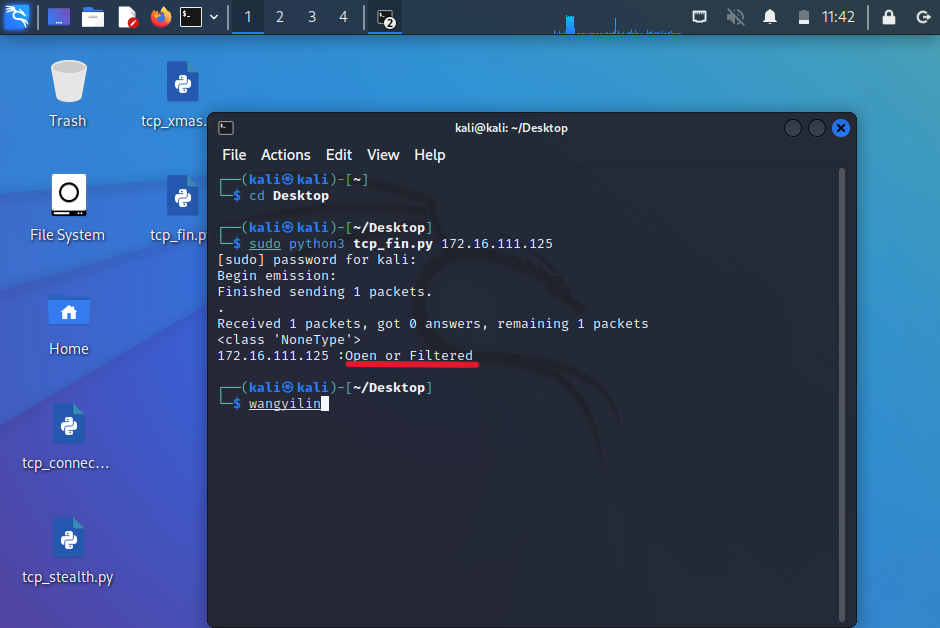 1 2 3 4 2 11:42
Trash
tcp_xmas.
File System
tcp_fin.p
Home
tcp_connec…
tcp_stealth.py
kali@kali: ~/Desktop
File Actions Edit View Help
┌──(kali㉿kali)-[~]
└─$ cd Desktop
┌──(kali㉿kali)-[~/Desktop]
└─$ sudo python3 tcp_fin.py 172.16.111.125
[sudo] password for kali:
Begin emission:
Finished sending 1 packets.
.
Received 1 packets, got 0 answers, remaining 1 packets
<class 'NoneType'>
172.16.111.125 :Open or Filtered
┌──(kali㉿kali)-[~/Desktop]
└─$ wangyilin